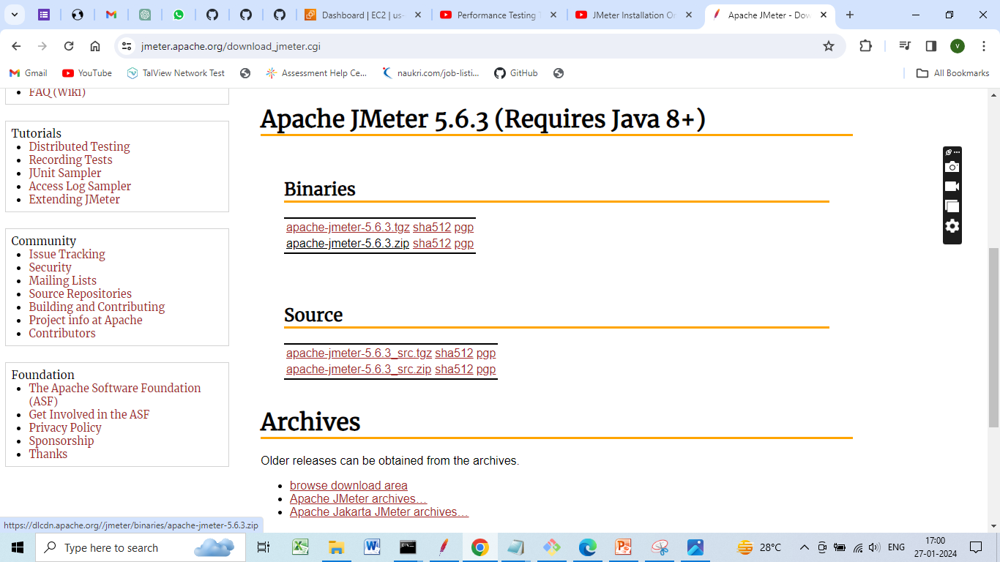 Dashboard | EC2 | us-
Performance Testing T
JMeter Installation On
Apache JMeter - Dow
jmeter.apache.org/download_jmeter.cgi
V
Gmail
YouTube
TalView Network Test
Assessment Help Ce...
naukri.com/job-listi...
GitHub
All Bookmarks
FAQ (Wiki)
Tutorials
Distributed Testing
Recording Tests
JUnit Sampler
Access Log Sampler
Extending JMeter
Community
Issue Tracking
Security
Mailing Lists
Source Repositories
Building and Contributing
Project info at Apache
Contributors
Foundation
The Apache Software Foundation
(ASF)
Get Involved in the ASF
Privacy Policy
Sponsorship
Thanks
Apache JMeter 5.6.3 (Requires Java 8+)
Binaries
apache-jmeter-5.6.3.tgz sha512 pgp
apache-jmeter-5.6.3.zip sha512 pgp
Source
apache-jmeter-5.6.3_src.tgz sha512 pgp
apache-jmeter-5.6.3_src.zip sha512 pgp
Archives
Older releases can be obtained from the archives.
browse download area
Apache JMeter archives...
Apache Jakarta JMeter archives...
https://dlcdn.apache.org//jmeter/binaries/apache-jmeter-5.6.3.zip
Type here to search
28°C
ENG
17:00
27-01-2024